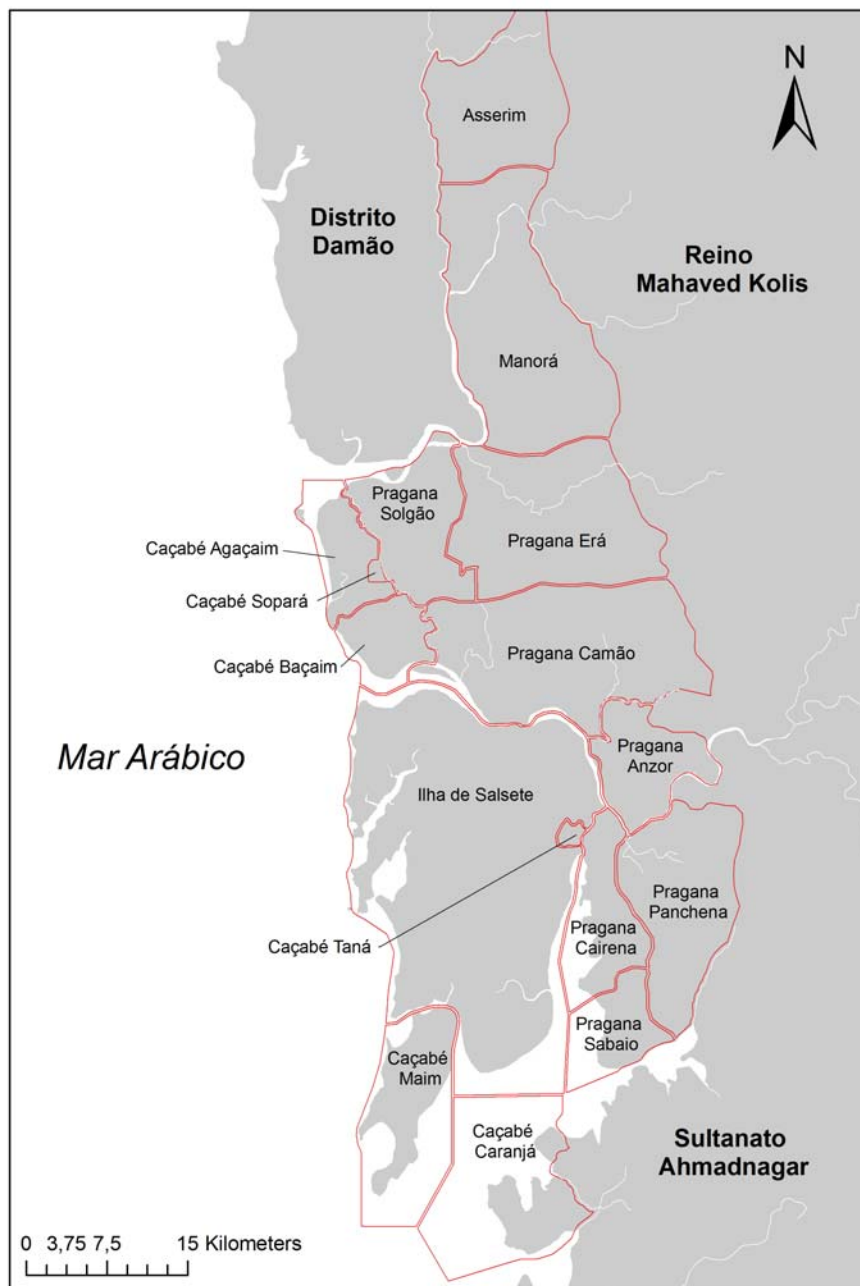 N
Asserim
Distrito
Damão
Reino
Mahaved Kolis
Manorá
Pragana
Solgão
Caçabé Agaçaim
Pragana Erá
Caçabé Sopará
Caçabé Baçaim
Pragana Camão
Mar Arábico
Pragana
Anzor
Ilha de Salsete
Pragana
Panchena
Caçabé Taná
Pragana
Cairena
Pragana
Sabaio
Caçabé
Maim
Caçabé
Caranjá
Sultanato
Ahmadnagar
0 3,75 7,5 15 Kilometers